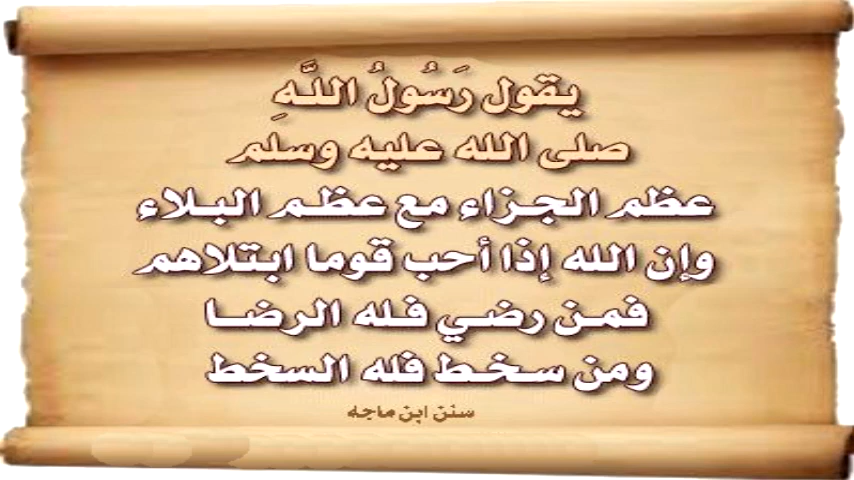 يقول رَسُولُ اللَّهِ
صلى الله عليه وسلم
عظم الجزاء مع عظم البلاء
وإن الله إذا أحب قوما ابتلاهم
فمن رضي فله الرضا
ومن سخط فله السخط
سنن ابن ماجه